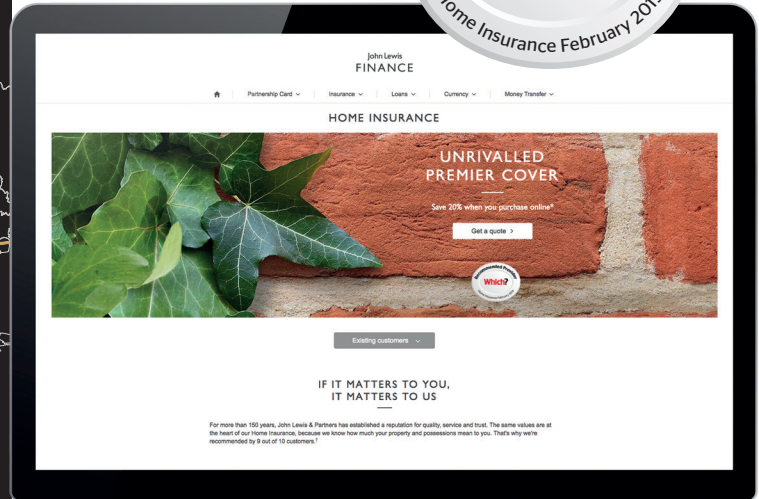 Home Insurance February 201
John Lewis
FINANCE
Partnership Card
Insurance
Loans
Currency
Money Transfer
HOME INSURANCE
UNRIVALLED
PREMIER COVER
Save 20% when you purchase online*
Get a quote >
Recommended Provider
Which?
Existing customers
IF IT MATTERS TO YOU,
IT MATTERS TO US
For more than 150 years, John Lewis & Partners has established a reputation for quality, service and trust. The same values are at
the heart of our Home Insurance, because we know how much your property and possessions mean to you. That's why we're
recommended by 9 out of 10 customers.†